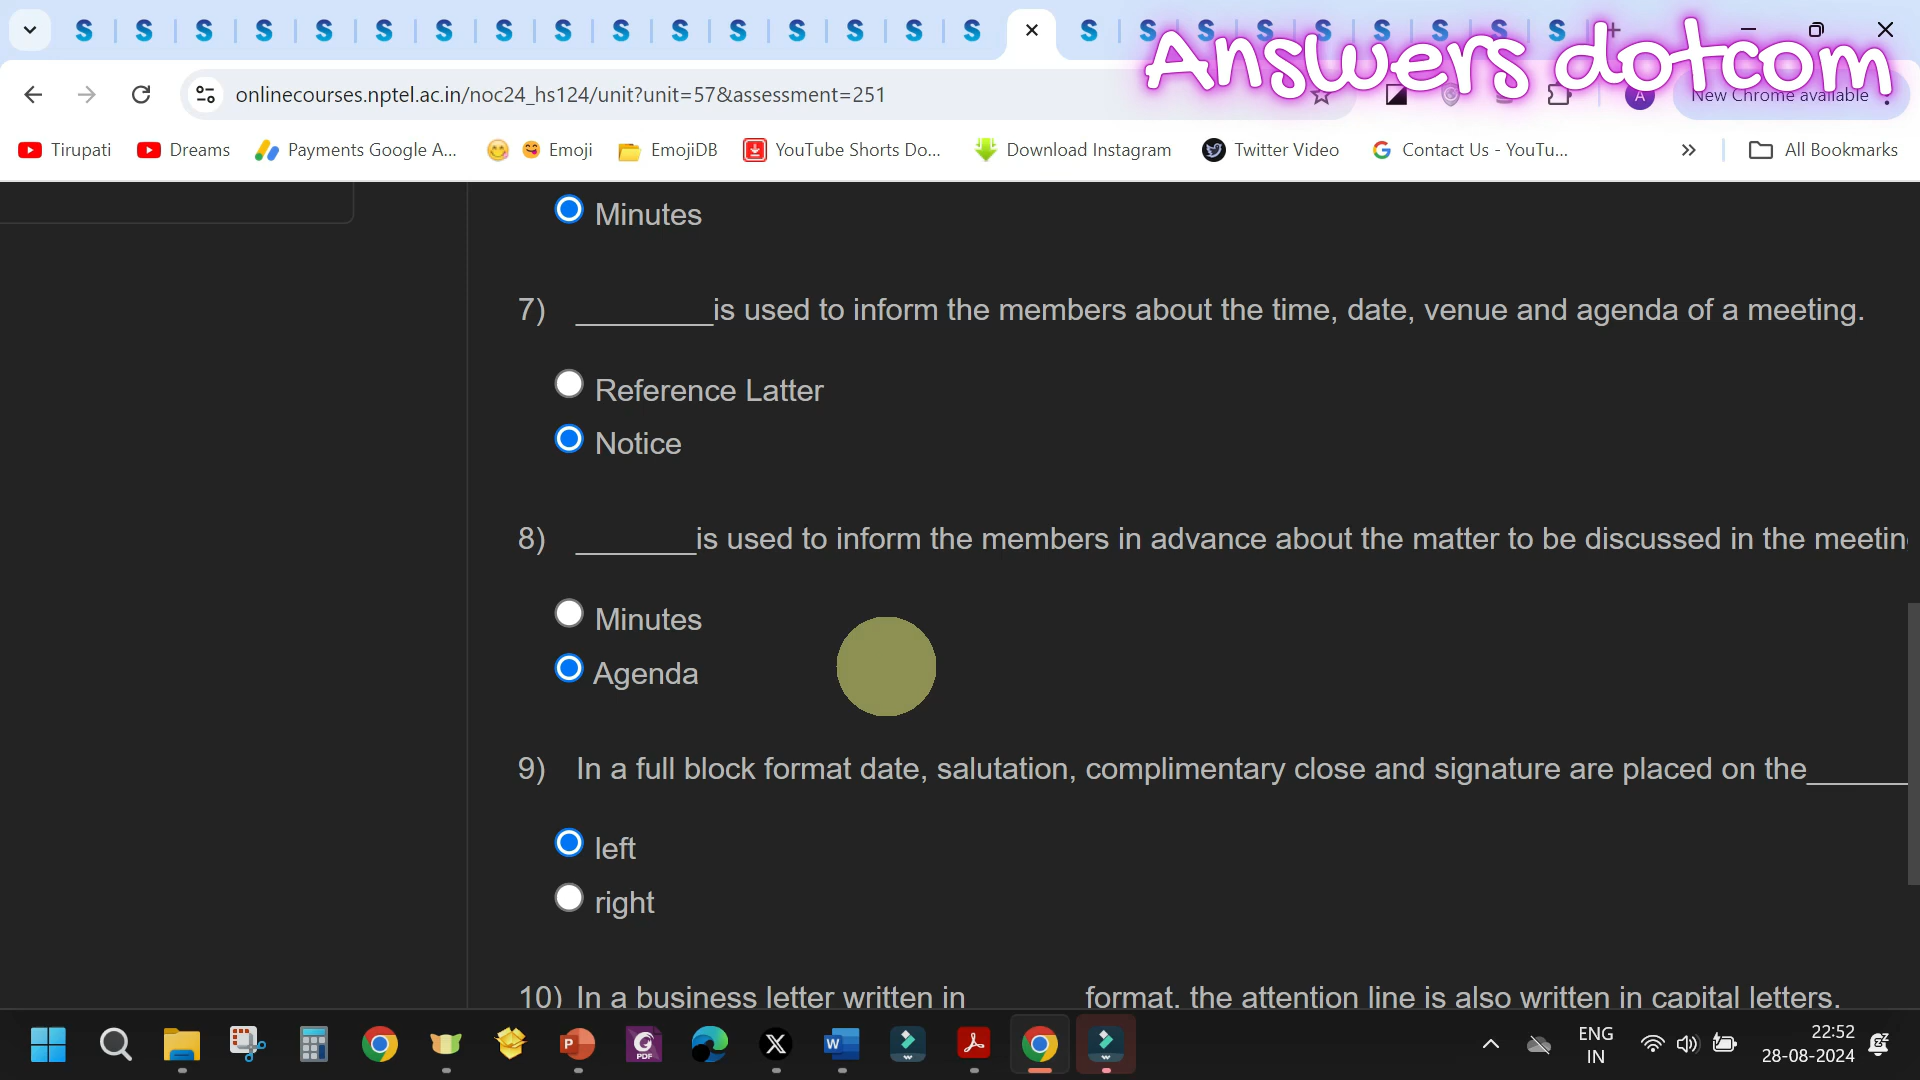 Answers dotcom
onlinecourses.nptel.ac.in/noc24_hs124/unit?unit=57&assessment=251
A
New Chrome available
Tirupati
Dreams
Payments Google A...
Emoji
EmojiDB
YouTube Shorts Do...
Download Instagram
Twitter Video
Contact Us - YouTu...
All Bookmarks
Minutes
7) ________is used to inform the members about the time, date, venue and agenda of a meeting.
Reference Latter
Notice
8) _______is used to inform the members in advance about the matter to be discussed in the meetin
Minutes
Agenda
9) In a full block format date, salutation, complimentary close and signature are placed on the______
left
right
10) In a business letter written in format. the attention line is also written in capital letters.
ENG
IN
22:52
28-08-2024